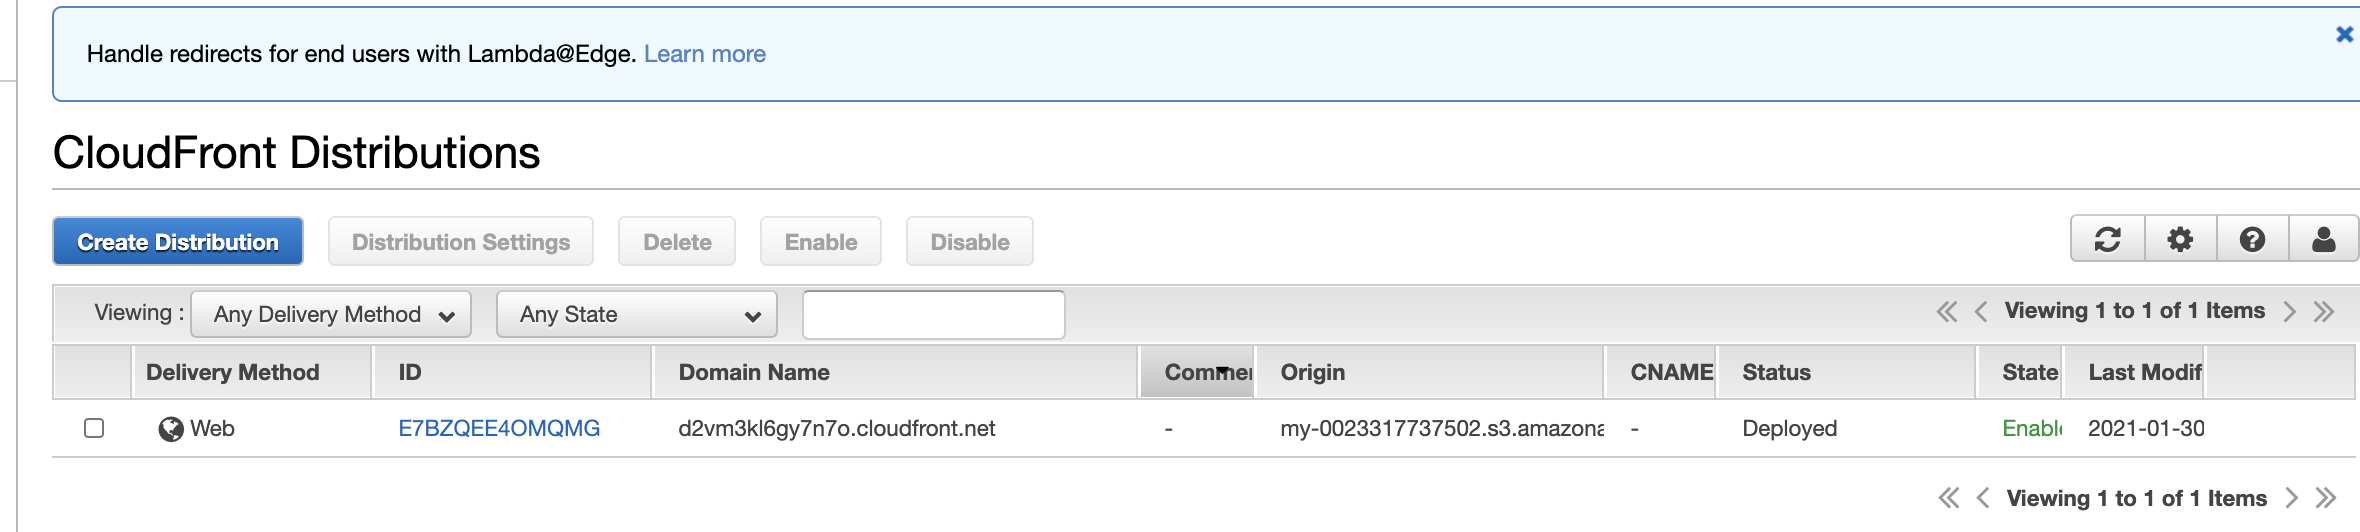 Handle redirects for end users with Lambda@Edge. Learn more
CloudFront Distributions
Create Distribution Distribution Settings Delete Enable Disable
Viewing : Any Delivery Method Any State Viewing 1 to 1 of 1 Items
Delivery Method ID Domain Name Commer Origin CNAME Status State Last Modif
Web E7BZQEE4OMQMG d2vm3kl6gy7n7o.cloudfront.net - my-0023317737502.s3.amazona - Deployed Enable 2021-01-30
Viewing 1 to 1 of 1 Items